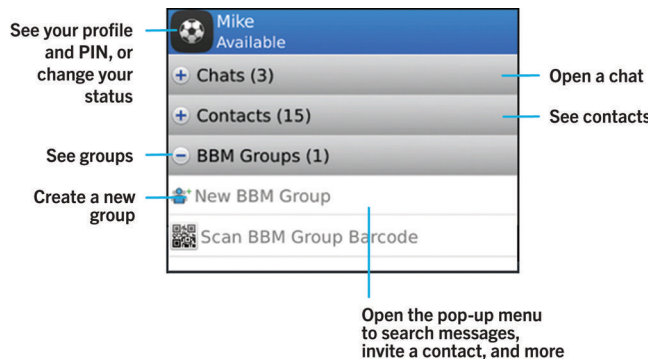 See your profile
and PIN, or
change your
status
Mike
Available
Chats (3)
Open a chat
Contacts (15)
See contacts
See groups
BBM Groups (1)
Create a new
group
New BBM Group
Scan BBM Group Barcode
Open the pop-up menu
to search messages,
invite a contact, and more